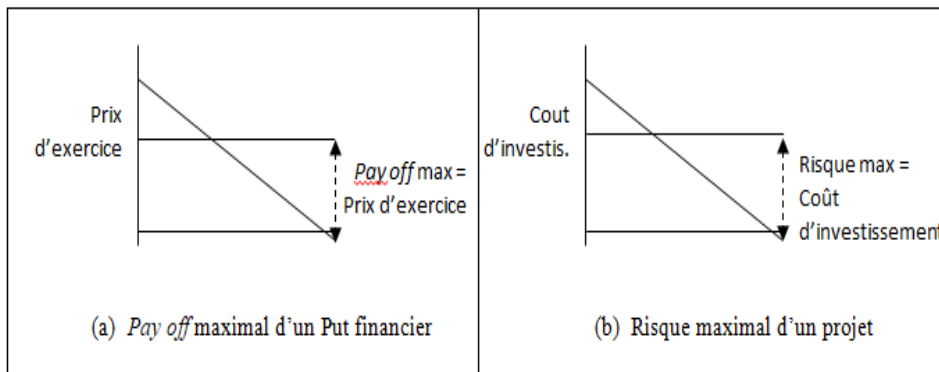 Prix
d'exercice
Pay off max =
Prix d'exercice
(a) Pay off maximal d'un Put financier
Cout
d'investis.
Risque max =
Coût
d'investissement
(b) Risque maximal d'un projet